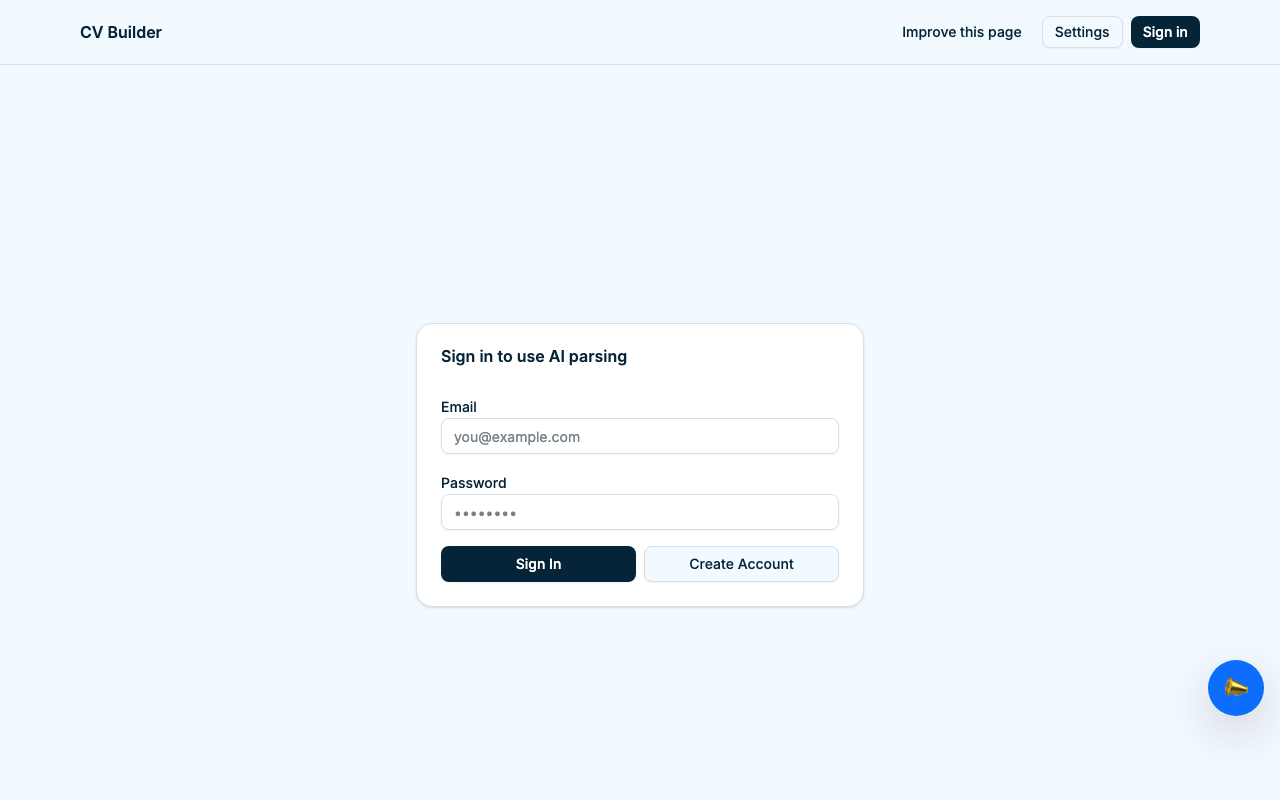 CV Builder
Improve this page
Settings
Sign in
Sign in to use AI parsing
Email
you@example.com
Password
••••••••
Sign In
Create Account